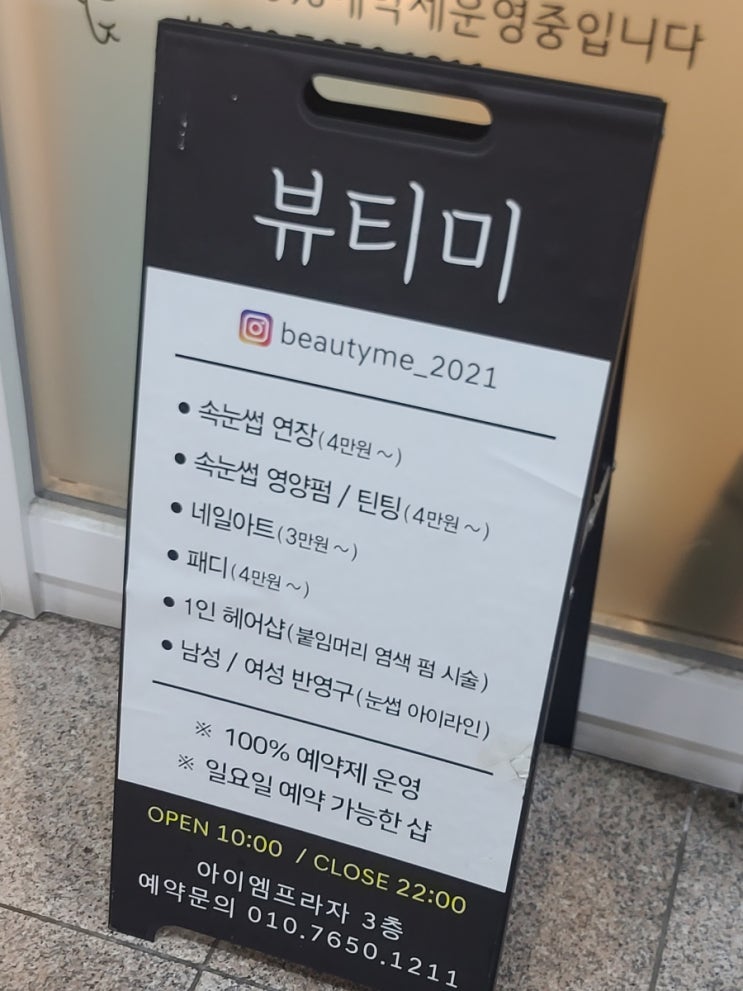 예약제운영중입니다
뷰티미
beautyme_2021
• 속눈썹 연장(4만원~)
• 속눈썹 영양펌 / 틴팅(4만원~)
• 네일아트(3만원~)
• 패디(4만원~)
• 1인 헤어샵(붙임머리 염색 펌 시술)
• 남성 / 여성 반영구(눈썹 아이라인)
※ 100% 예약제 운영
※ 일요일 예약 가능한 샵
OPEN 10:00 / CLOSE 22:00
아이엠프라자 3층
예약문의 010.7650.1211